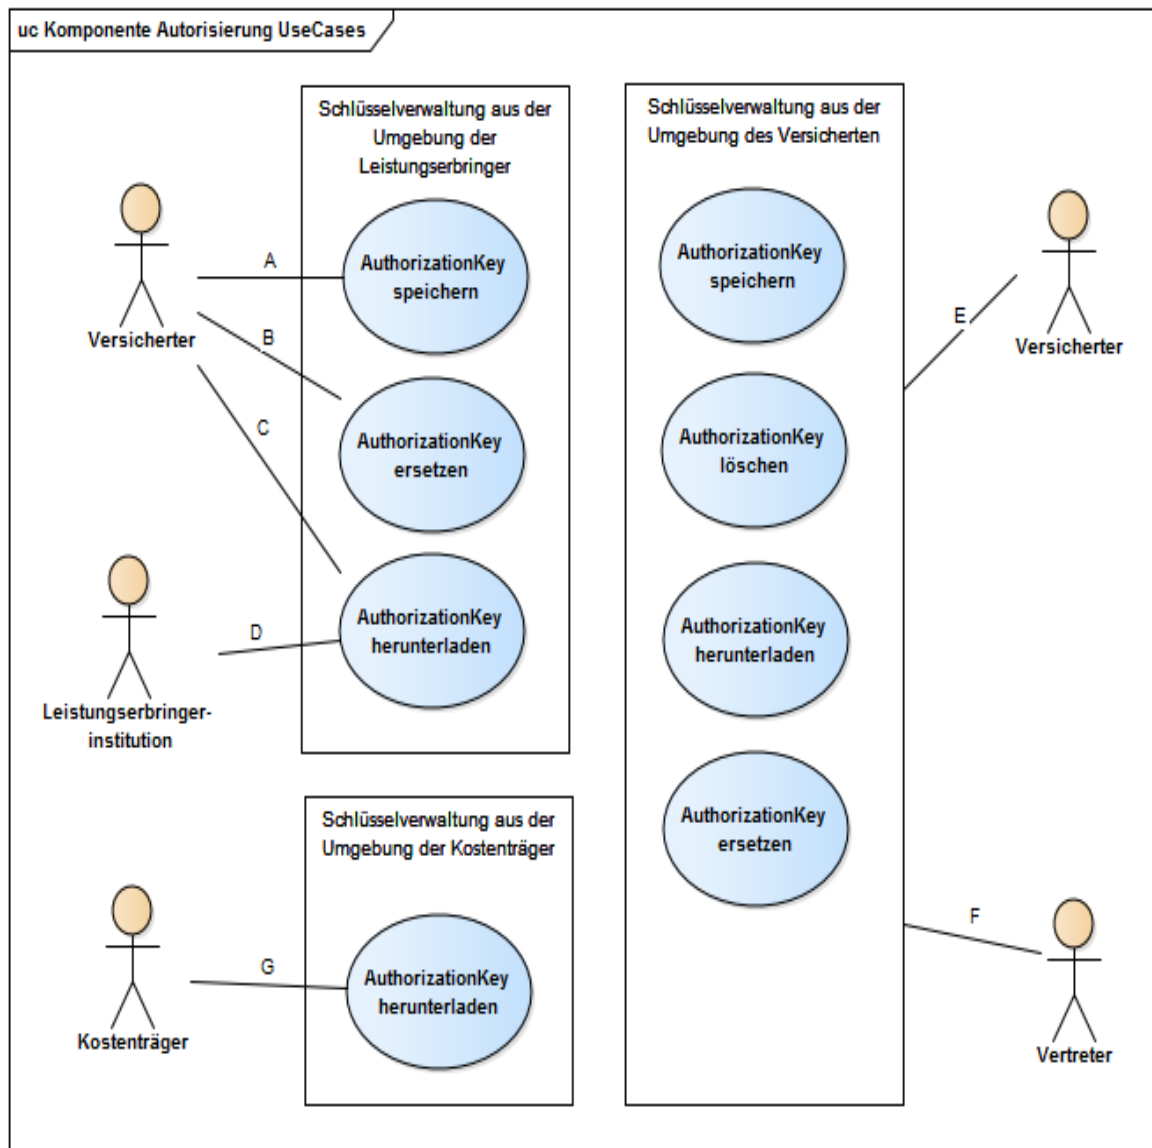 uc Komponente Autorisierung UseCases
Schlüsselverwaltung aus der
Umgebung der
Leistungserbringer
AuthorizationKey
speichern
AuthorizationKey
ersetzen
AuthorizationKey
herunterladen
Versicherter
A
B
C
Leistungserbringer-
institution
D
Schlüsselverwaltung aus der
Umgebung der Kostenträger
AuthorizationKey
herunterladen
Kostenträger
G
Schlüsselverwaltung aus der
Umgebung des Versicherten
AuthorizationKey
speichern
AuthorizationKey
löschen
AuthorizationKey
herunterladen
AuthorizationKey
ersetzen
E
Versicherter
F
Vertreter